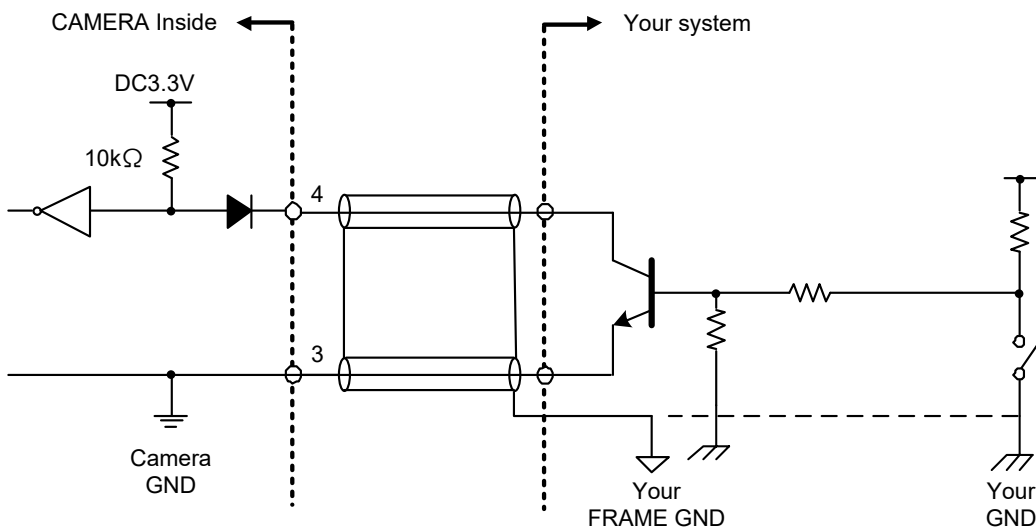 CAMERA Inside
Your system
DC3.3V
10kΩ
4
3
Camera
GND
Your
FRAME GND
Your
GND